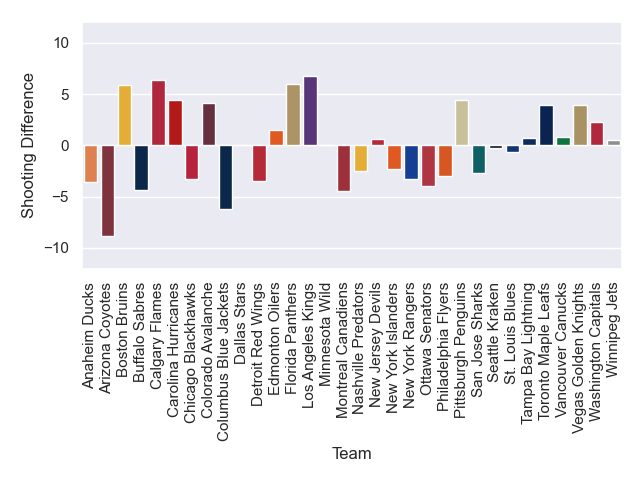 10
5
0
−5
−10
Shooting Difference
Anaheim Ducks
Arizona Coyotes
Boston Bruins
Buffalo Sabres
Calgary Flames
Carolina Hurricanes
Chicago Blackhawks
Colorado Avalanche
Columbus Blue Jackets
Dallas Stars
Detroit Red Wings
Edmonton Oilers
Florida Panthers
Los Angeles Kings
Minnesota Wild
Montreal Canadiens
Nashville Predators
New Jersey Devils
New York Islanders
New York Rangers
Ottawa Senators
Philadelphia Flyers
Pittsburgh Penguins
San Jose Sharks
Seattle Kraken
St. Louis Blues
Tampa Bay Lightning
Toronto Maple Leafs
Vancouver Canucks
Vegas Golden Knights
Washington Capitals
Winnipeg Jets
Team